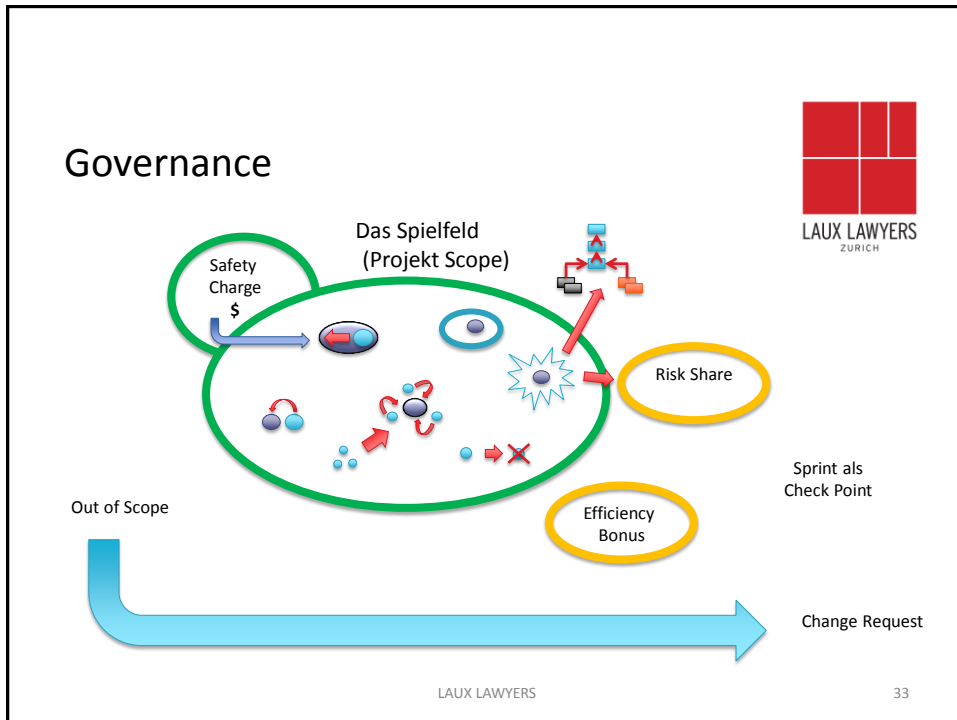 Governance
LAUX LAWYERS
ZURICH
Das Spielfeld
(Projekt Scope)
Safety
Charge
$
Risk Share
Sprint als
Check Point
Out of Scope
Efficiency
Bonus
Change Request
LAUX LAWYERS
33